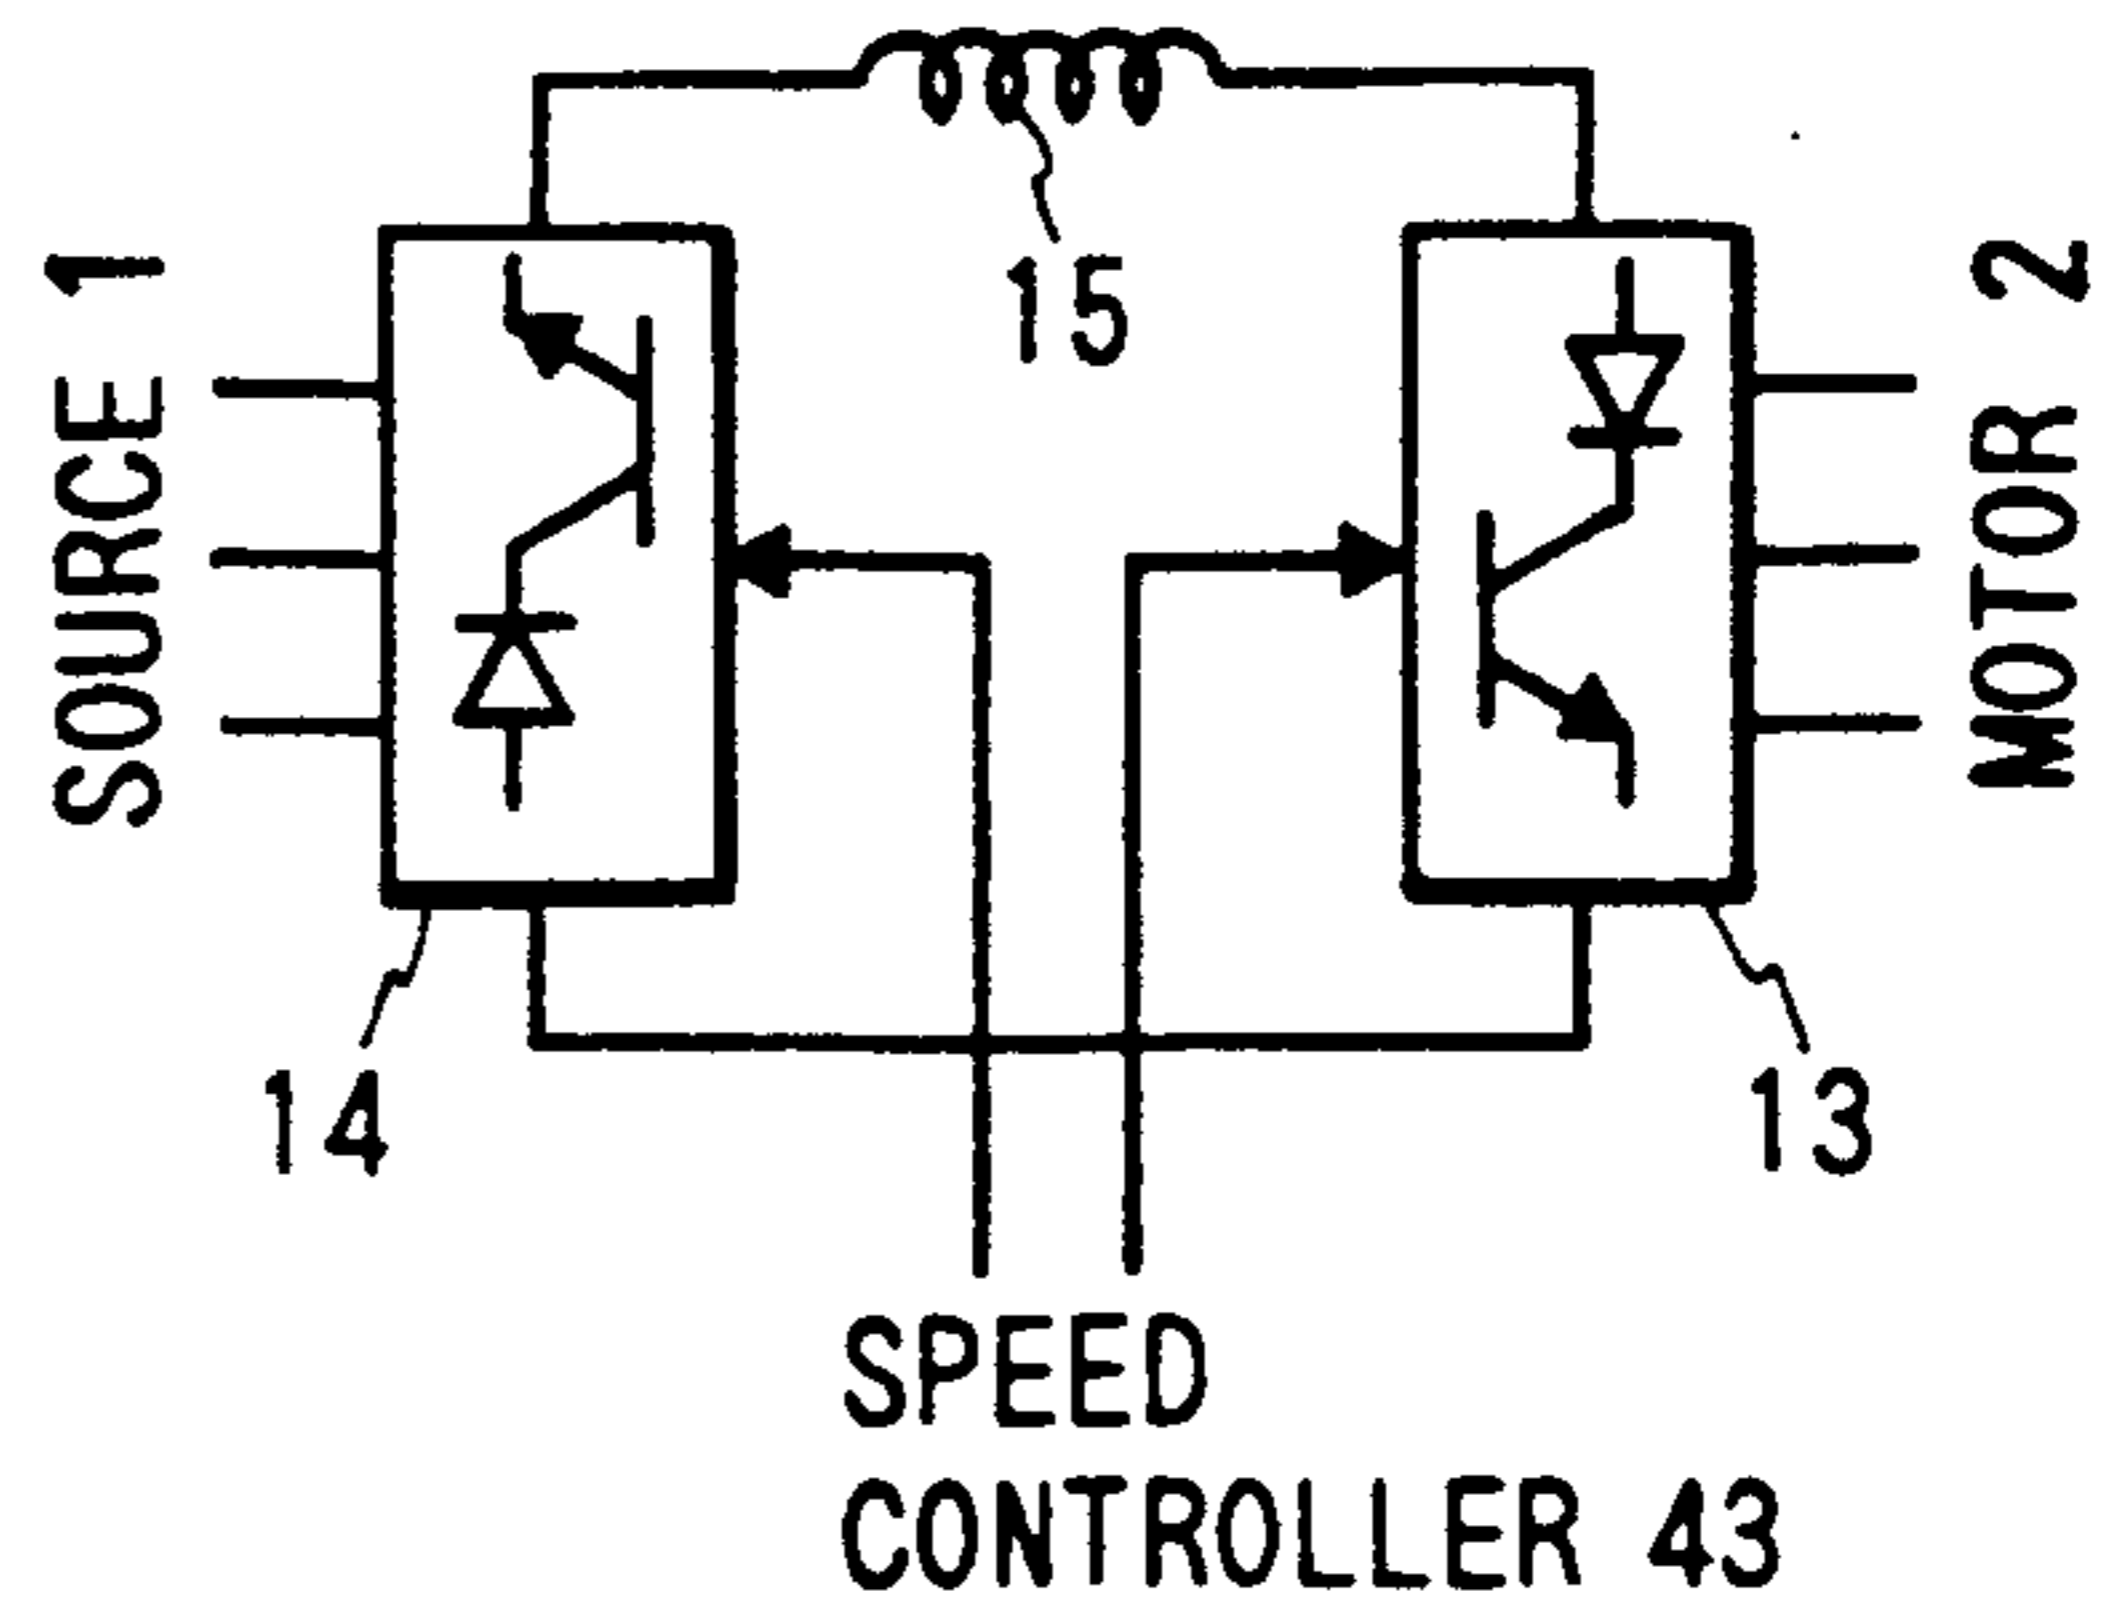 SOURCE 1
15
MOTOR 2
14
13
SPEED
CONTROLLER 43